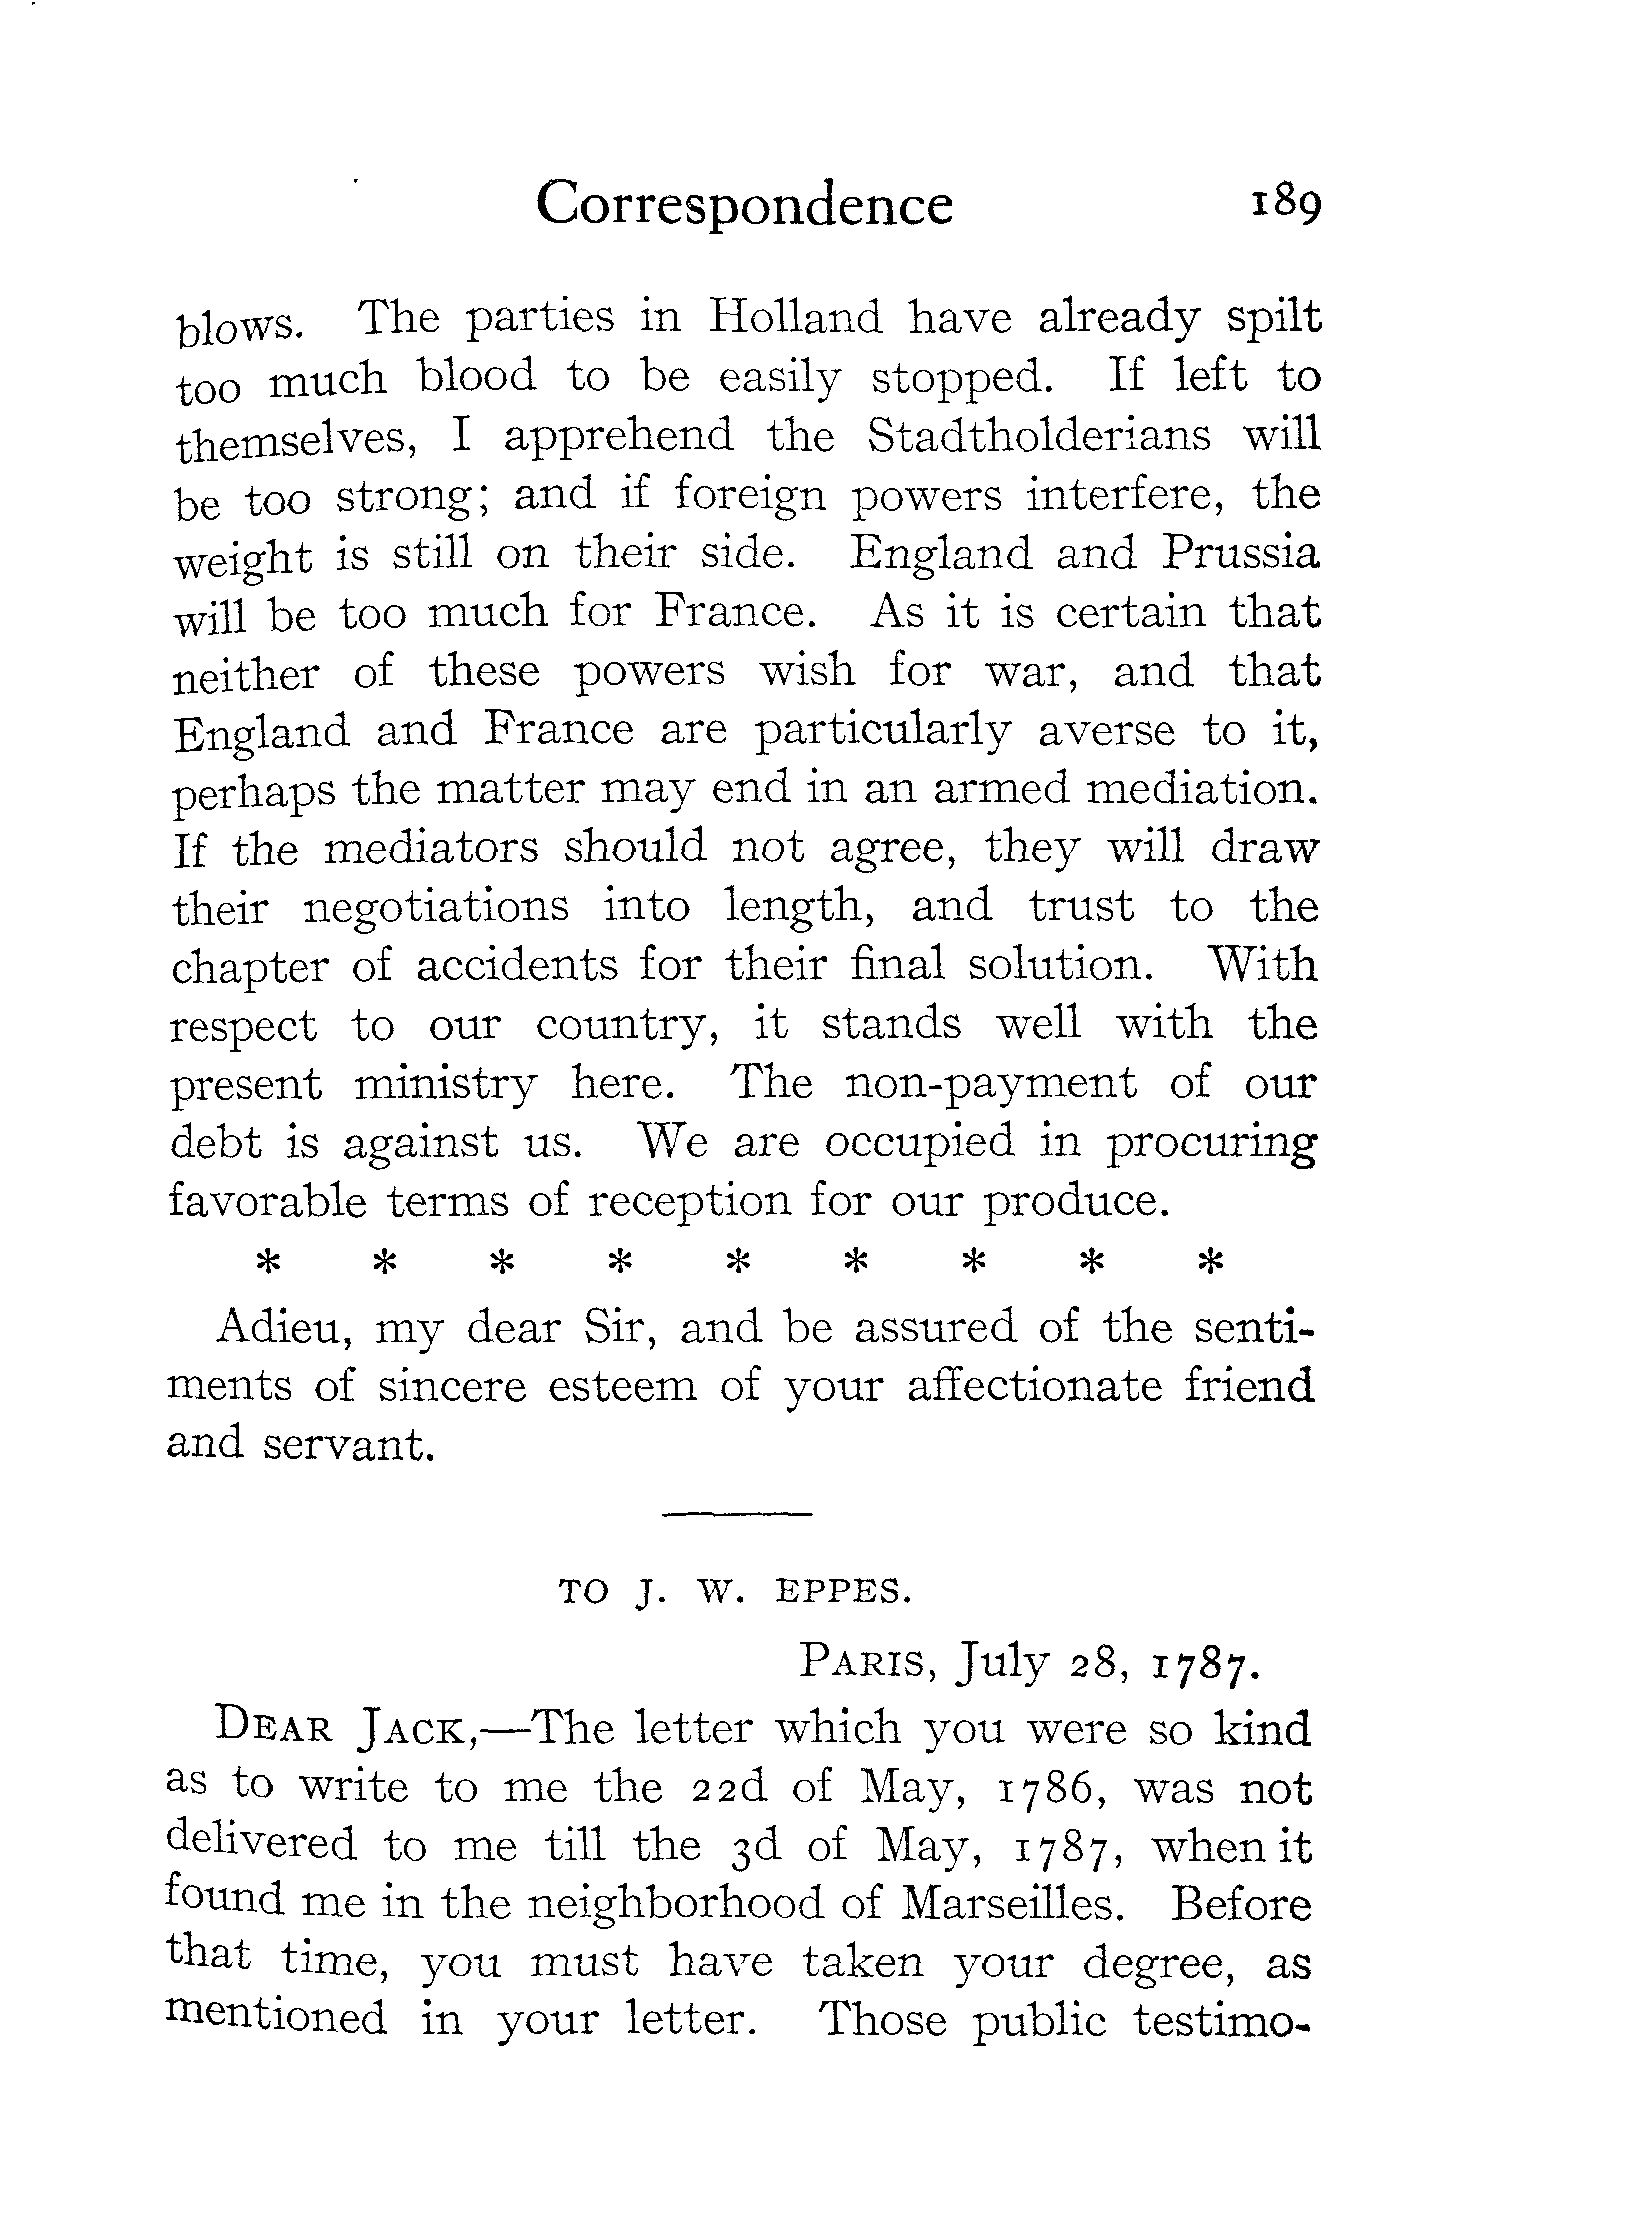 Correspondence 189
blows. The parties in Holland have already spilt
too much blood to be easily stopped. If left to
themselves, I apprehend the Stadtholderians will
be too strong; and if foreign powers interfere, the
weight is still on their side. England and Prussia
will be too much for France. As it is certain that
neither of these powers wish for war, and that
England and France are particularly averse to it,
perhaps the matter may end in an armed mediation.
If the mediators should not agree, they will draw
their negotiations into length, and trust to the
chapter of accidents for their final solution. With
respect to our country, it stands well with the
present ministry here. The non-payment of our
debt is against us. We are occupied in procuring
favorable terms of reception for our produce.
* * * * * * * * *
Adieu, my dear Sir, and be assured of the senti-
ments of sincere esteem of your affectionate friend
and servant.
TO J. W. EPPES.
PARIS, July 28, 1787.
DEAR JACK,—The letter which you were so kind
as to write to me the 22d of May, 1786, was not
delivered to me till the 3d of May, 1787, when it
found me in the neighborhood of Marseilles. Before
that time, you must have taken your degree, as
mentioned in your letter. Those public testimo-